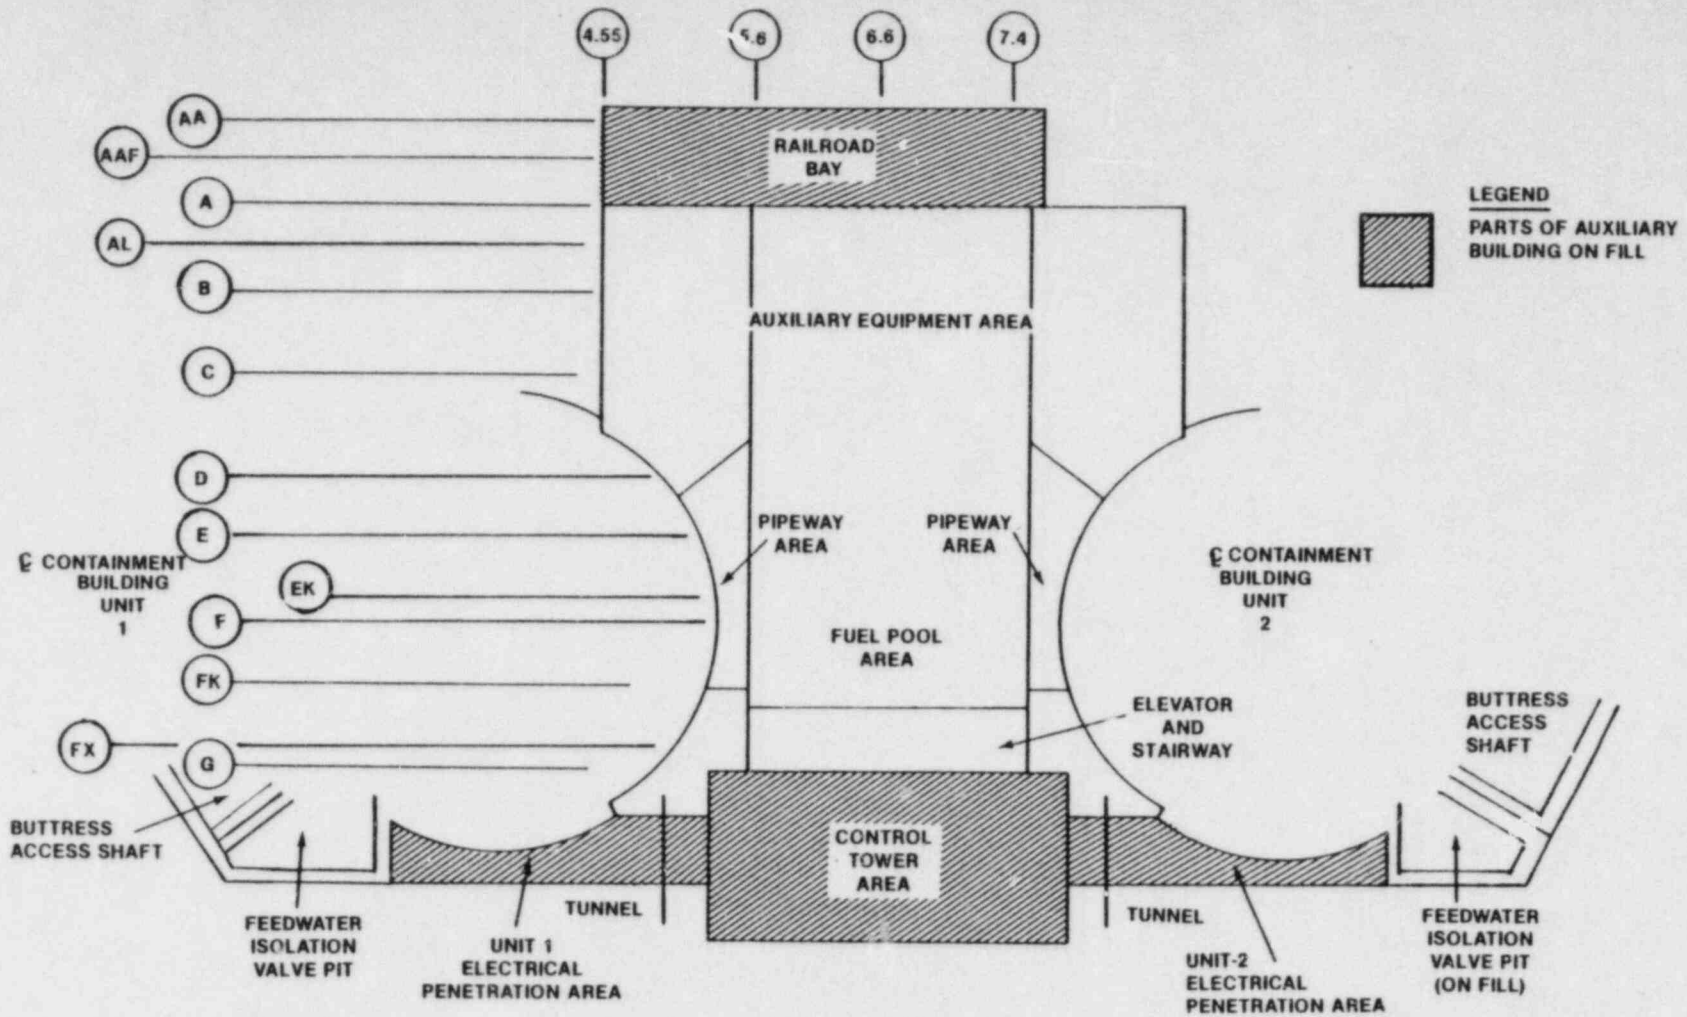 4.55
5.6
6.6
7.4
AA
AAF
A
AL
B
C
D
E
EK
F
FK
FX
G
RAILROAD
BAY
LEGEND
PARTS OF AUXILIARY
BUILDING ON FILL
AUXILIARY EQUIPMENT AREA
PIPEWAY
AREA
PIPEWAY
AREA
℄ CONTAINMENT
BUILDING
UNIT
1
℄ CONTAINMENT
BUILDING
UNIT
2
FUEL POOL
AREA
ELEVATOR
AND
STAIRWAY
BUTTRESS
ACCESS
SHAFT
BUTTRESS
ACCESS SHAFT
CONTROL
TOWER
AREA
TUNNEL
TUNNEL
FEEDWATER
ISOLATION
VALVE PIT
UNIT 1
ELECTRICAL
PENETRATION AREA
UNIT-2
ELECTRICAL
PENETRATION AREA
FEEDWATER
ISOLATION
VALVE PIT
(ON FILL)